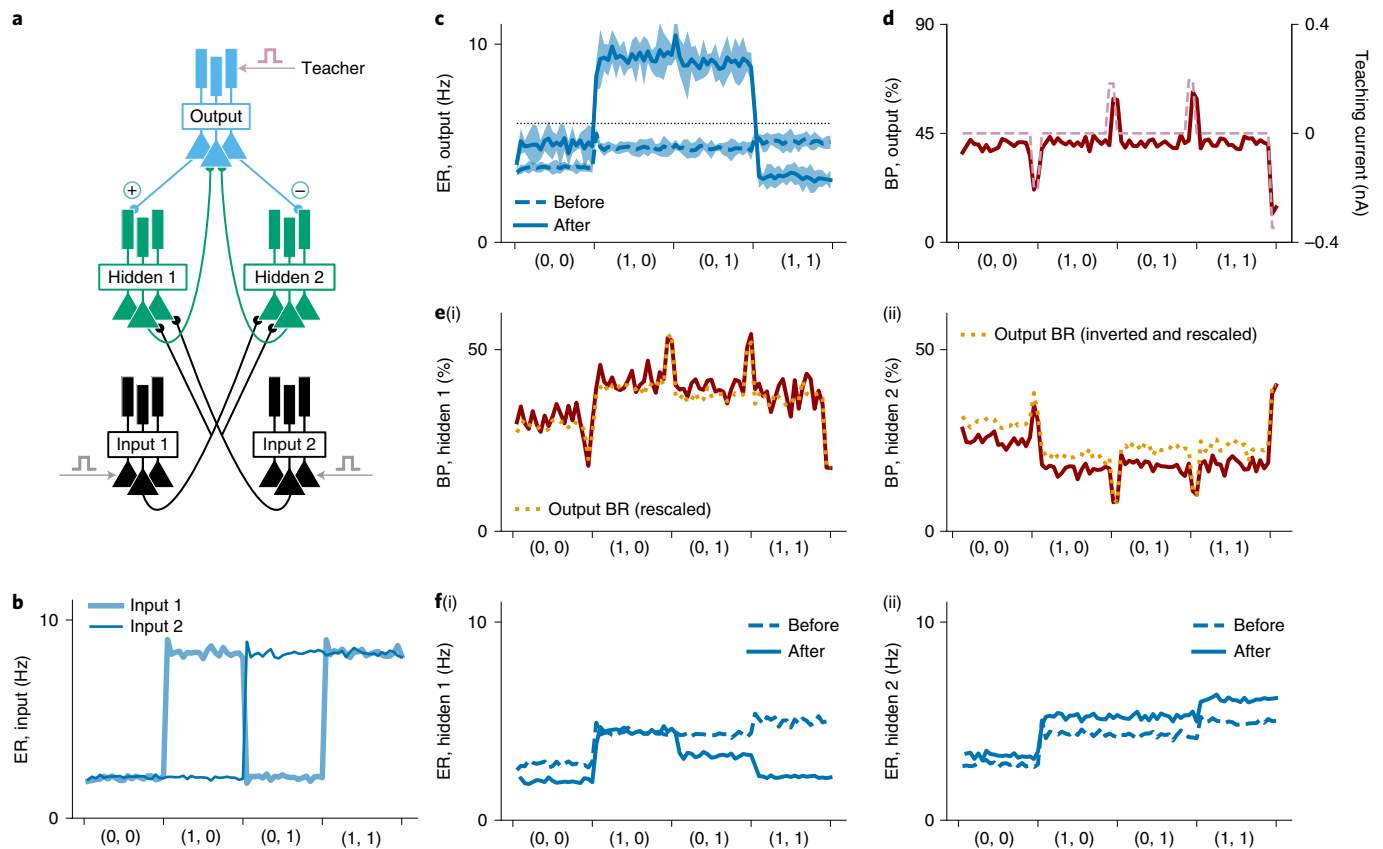 a
Teacher
Output
+
−
Hidden 1
Hidden 2
Input 1
Input 2
b
ER, input (Hz)
10
0
Input 1
Input 2
(0, 0)
(1, 0)
(0, 1)
(1, 1)
c
ER, output (Hz)
10
0
Before
After
(0, 0)
(1, 0)
(0, 1)
(1, 1)
d
BP, output (%)
90
45
0
0.4
0
−0.4
Teaching current (nA)
(0, 0)
(1, 0)
(0, 1)
(1, 1)
e(i)
BP, hidden 1 (%)
50
0
Output BR (rescaled)
(0, 0)
(1, 0)
(0, 1)
(1, 1)
(ii)
BP, hidden 2 (%)
50
0
Output BR (inverted and rescaled)
(0, 0)
(1, 0)
(0, 1)
(1, 1)
f(i)
ER, hidden 1 (Hz)
10
0
Before
After
(0, 0)
(1, 0)
(0, 1)
(1, 1)
(ii)
ER, hidden 2 (Hz)
10
0
Before
After
(0, 0)
(1, 0)
(0, 1)
(1, 1)